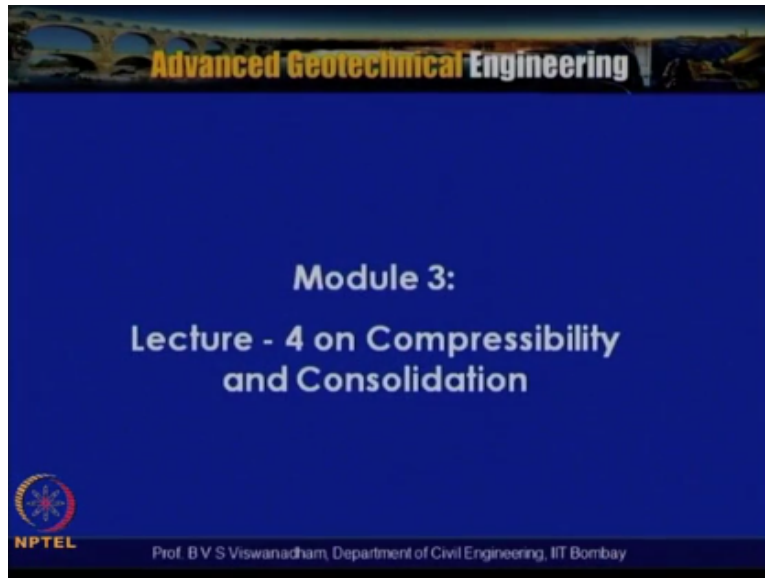 Advanced Geotechnical Engineering
Module 3:
Lecture - 4 on Compressibility
and Consolidation
NPTEL
Prof. B V S Viswanadham, Department of Civil Engineering, IIT Bombay